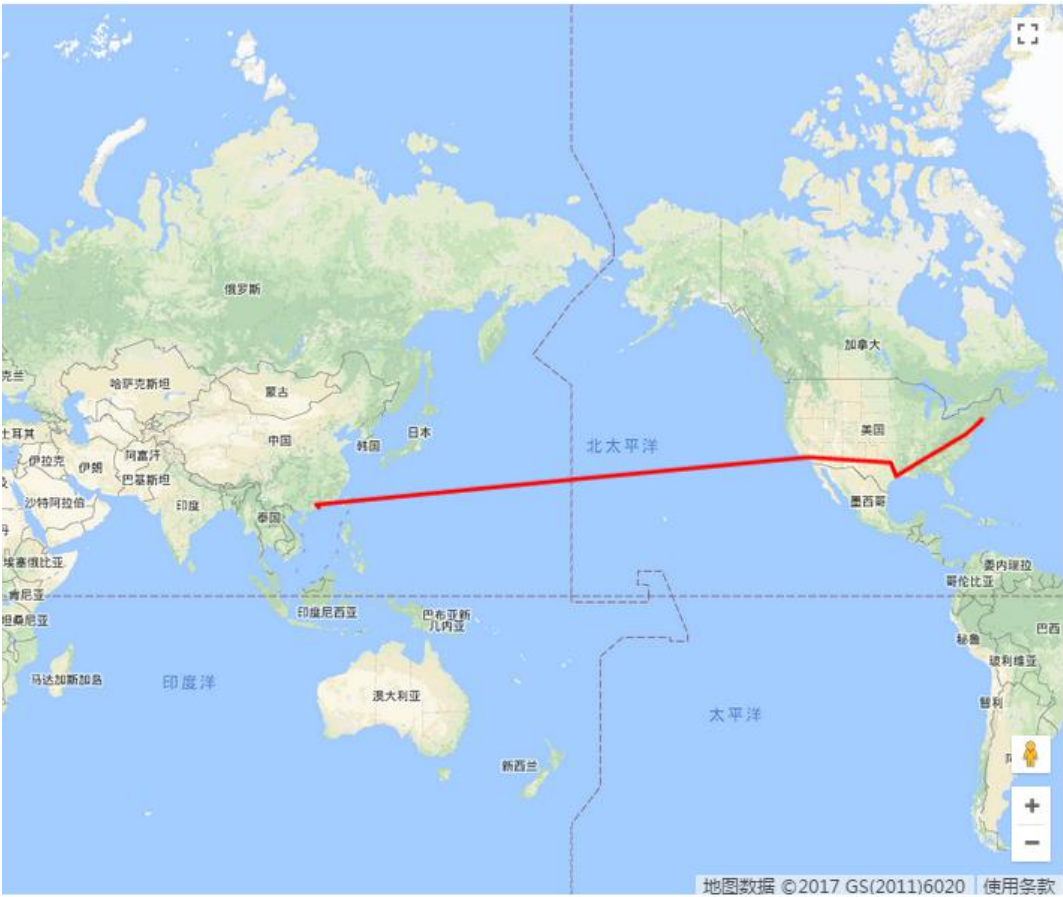 俄罗斯
加拿大
克兰
哈萨克斯坦
蒙古
土耳其
中国
韩国
日本
美国
北太平洋
伊拉克
伊朗
阿富汗
巴基斯坦
沙特阿拉伯
印度
泰国
墨西哥
丹
埃塞俄比亚
委内瑞拉
哥伦比亚
肯尼亚
坦桑尼亚
印度尼西亚
巴布亚新
几内亚
巴西
秘鲁
玻利维亚
马达加斯加岛
印度洋
澳大利亚
智利
太平洋
新西兰
+
−
地图数据 ©2017 GS(2011)6020
使用条款